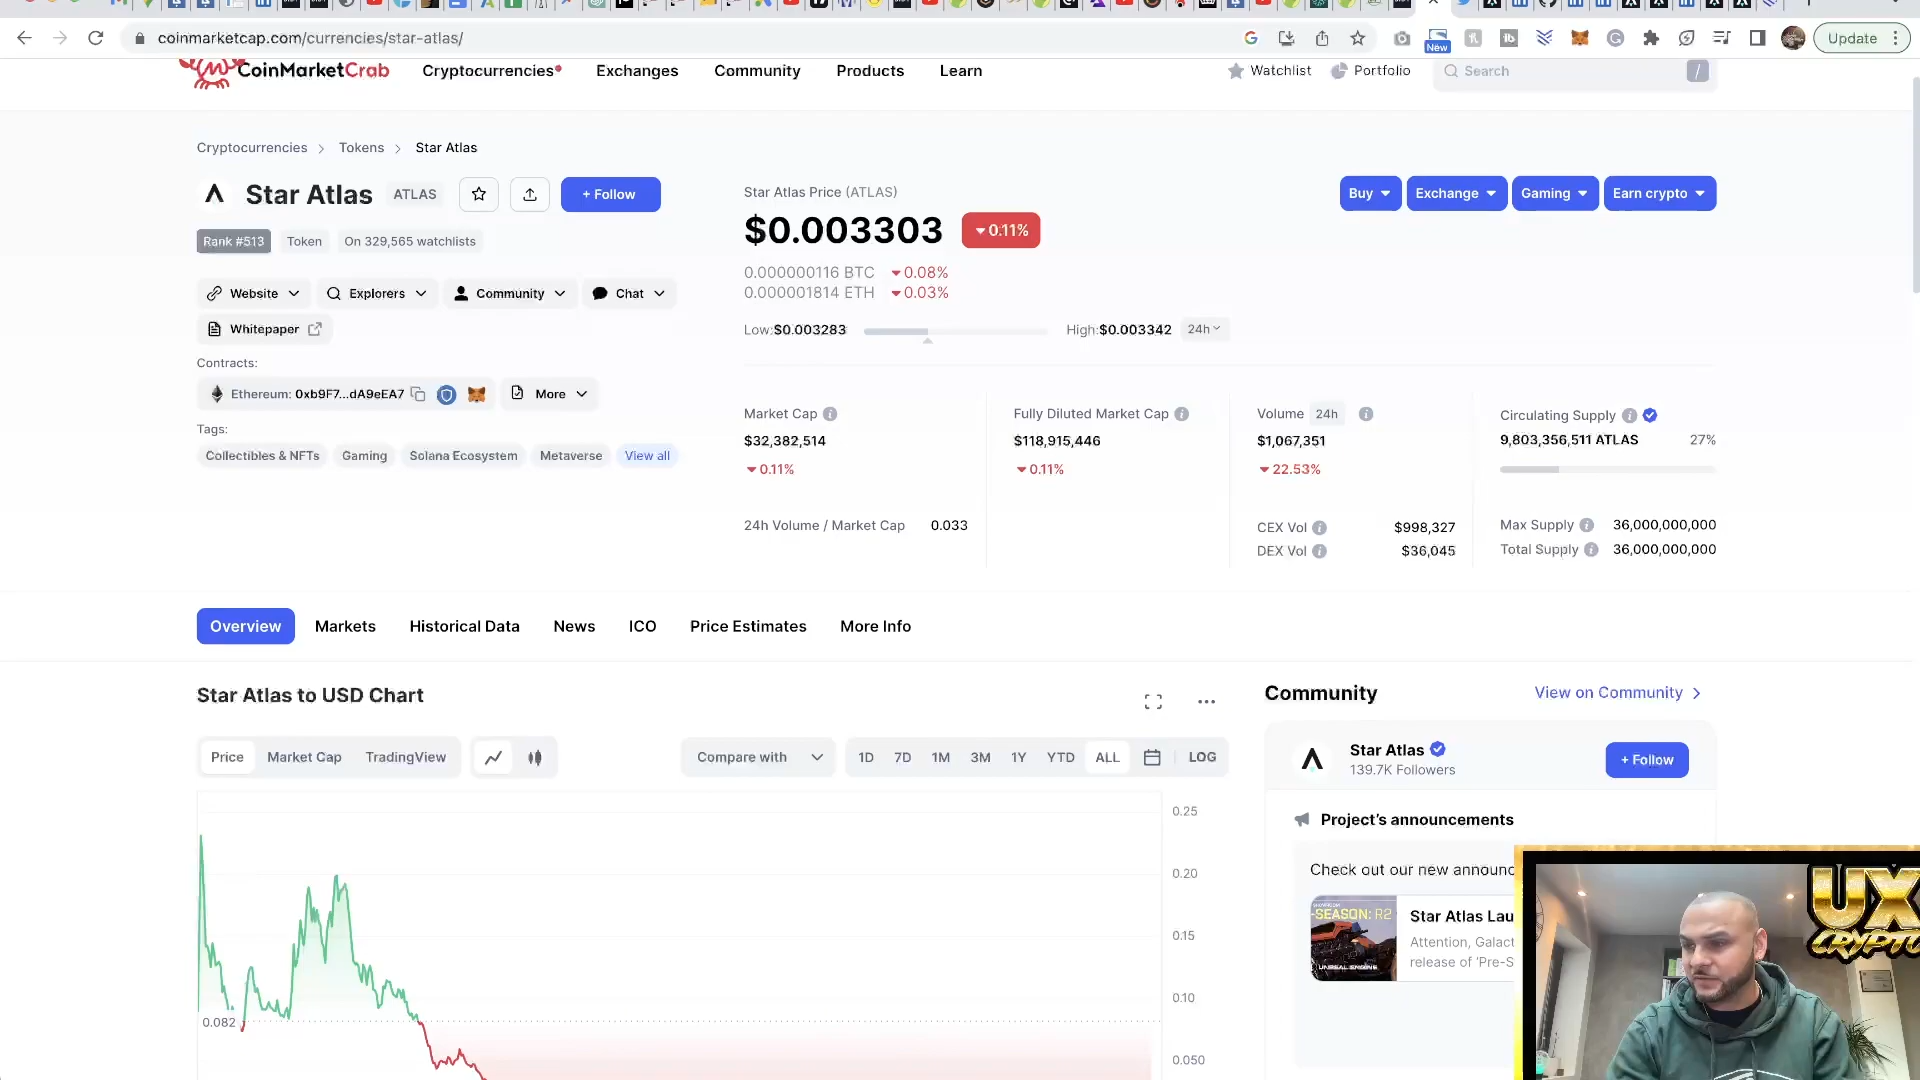 coinmarketcap.com/currencies/star-atlas/
New
Update
CoinMarketCrab
Cryptocurrencies
Exchanges
Community
Products
Learn
Watchlist
Portfolio
Search
/
Cryptocurrencies
Tokens
Star Atlas
Star Atlas
ATLAS
+ Follow
Rank #513
Token
On 329,565 watchlists
Website
Explorers
Community
Chat
Whitepaper
Contracts:
Ethereum: 0xb9F7...dA9eEA7
More
Tags:
Collectibles & NFTs
Gaming
Solana Ecosystem
Metaverse
View all
Star Atlas Price (ATLAS)
$0.003303
0.11%
0.000000116 BTC
0.08%
0.000001814 ETH
0.03%
Low:$0.003283
High:$0.003342
24h
Buy
Exchange
Gaming
Earn crypto
Market Cap
$32,382,514
0.11%
24h Volume / Market Cap
0.033
Fully Diluted Market Cap
$118,915,446
0.11%
Volume
24h
$1,067,351
22.53%
CEX Vol
$998,327
DEX Vol
$36,045
Circulating Supply
9,803,356,511 ATLAS
27%
Max Supply
36,000,000,000
Total Supply
36,000,000,000
Overview
Markets
Historical Data
News
ICO
Price Estimates
More Info
Star Atlas to USD Chart
Price
Market Cap
TradingView
Compare with
1D
7D
1M
3M
1Y
YTD
ALL
LOG
0.25
0.20
0.15
0.10
0.050
0.082
Community
View on Community
Star Atlas
139.7K Followers
+ Follow
Project's announcements
Check out our new announc
SEASON: R2
UNREAL ENGINE
Star Atlas Lau
Attention, Galact
release of 'Pre-S
UX
CRYPTO